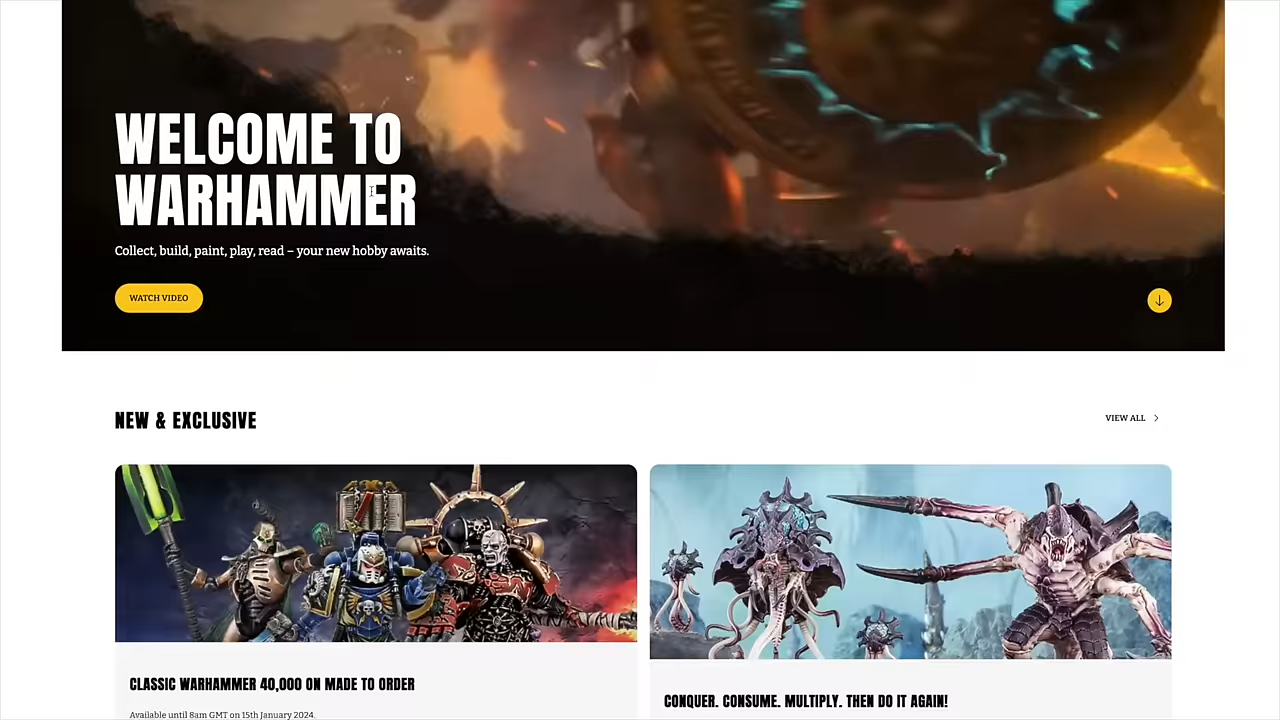 WELCOME TO
WARHAMMER
Collect, build, paint, play, read – your new hobby awaits.
WATCH VIDEO
NEW & EXCLUSIVE
VIEW ALL
CLASSIC WARHAMMER 40,000 ON MADE TO ORDER
Available until 8am GMT on 15th January 2024.
CONQUER. CONSUME. MULTIPLY. THEN DO IT AGAIN!